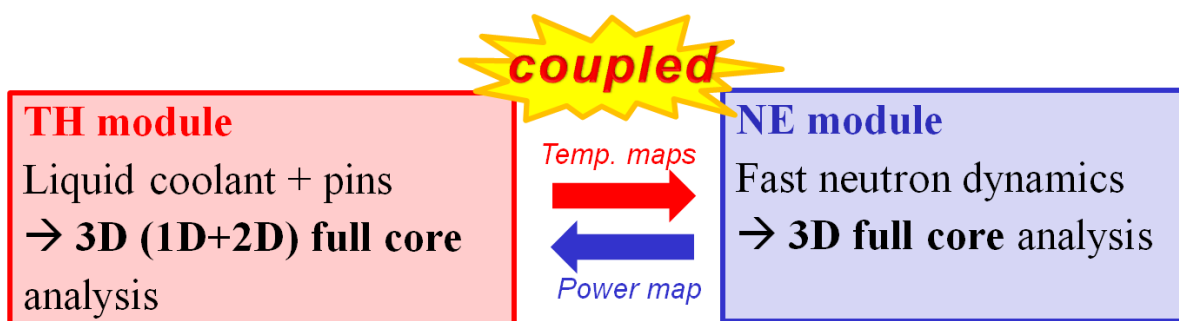 coupled
TH module
Liquid coolant + pins
→ 3D (1D+2D) full core
analysis
Temp. maps
Power map
NE module
Fast neutron dynamics
→ 3D full core analysis